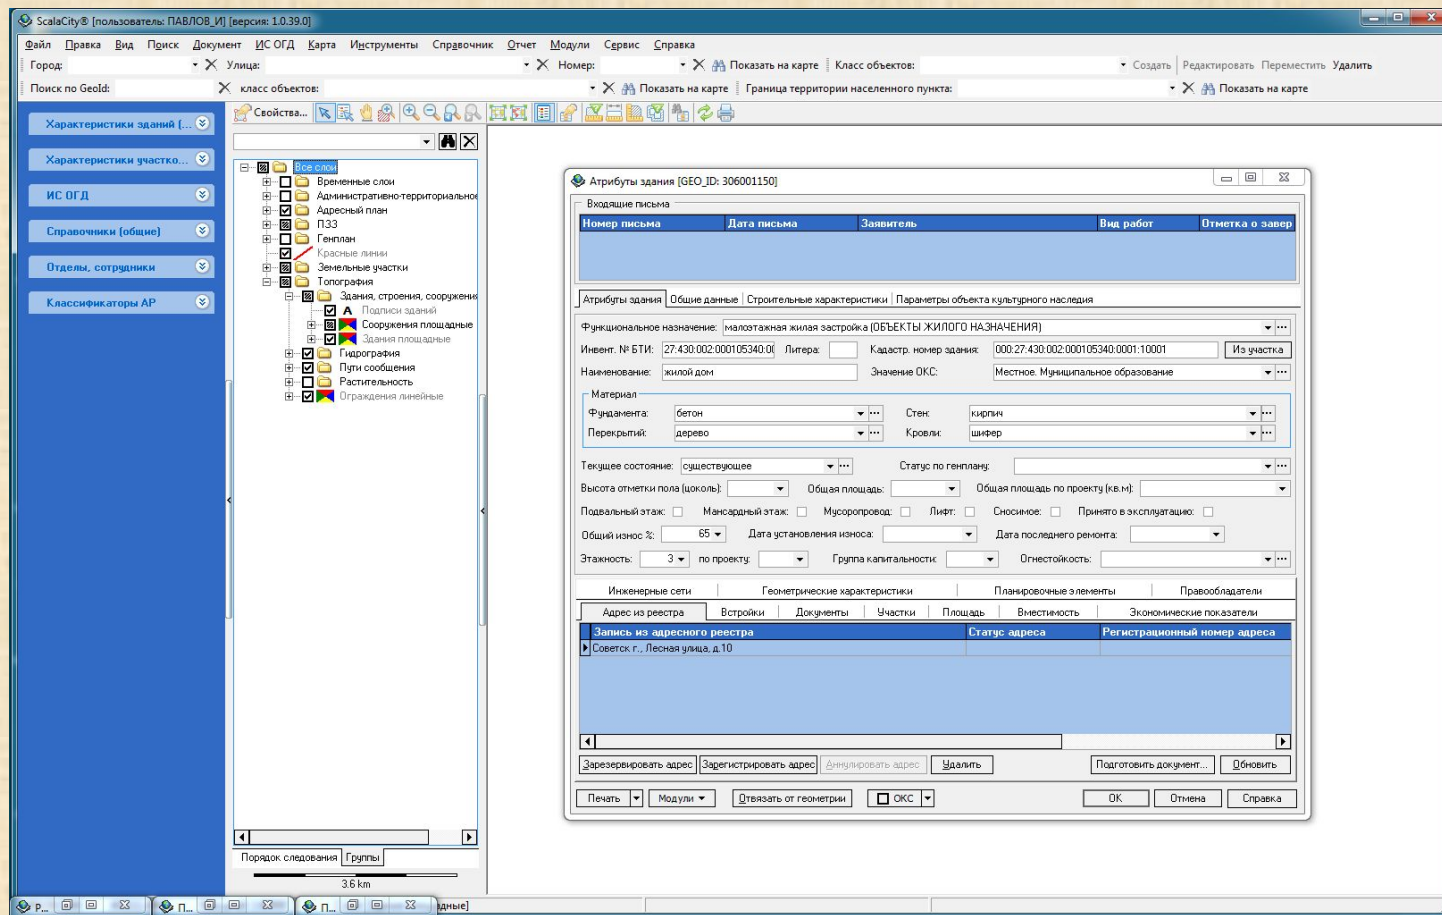 ScalaCity® [пользователь: ПАВЛОВ_И] [версия: 1.0.39.0]
Файл Правка Вид Поиск Документ ИС ОГД Карта Инструменты Справочник Отчет Модули Сервис Справка
Город: Улица: Номер: Показать на карте Класс объектов: Создать Редактировать Переместить Удалить
Поиск по GeoId: класс объектов: Показать на карте Граница территории населенного пункта: Показать на карте
Свойства...
Характеристики зданий (...
Характеристики участко...
ИС ОГД
Справочники (общие)
Отделы, сотрудники
Классификаторы АР
Все слои
Временные слои
Административно-территориальное
Адресный план
ПЗЗ
Генплан
Красные линии
Земельные участки
Топография
Здания, строения, сооружения
Подписи зданий
Сооружения площадные
Здания площадные
Гидрография
Пути сообщения
Растительность
Ограждения линейные
Порядок следования Группы
3.6 km
Атрибуты здания [GEO_ID: 306001150]
Входящие письма
Номер письма Дата письма Заявитель Вид работ Отметка о завер
Атрибуты здания Общие данные Строительные характеристики Параметры объекта культурного наследия
Функциональное назначение: малоэтажная жилая застройка (ОБЪЕКТЫ ЖИЛОГО НАЗНАЧЕНИЯ)
Инвент. № БТИ: 27:430:002:000105340:00 Литера: Кадастр. номер здания: 000:27:430:002:000105340:0001:10001 Из участка
Наименование: жилой дом Значение ОКС: Местное. Муниципальное образование
Материал
Фундамента: бетон Стен: кирпич
Перекрытий: дерево Кровли: шифер
Текущее состояние: существующее Статус по генплану:
Высота отметки пола (цоколь): Общая площадь: Общая площадь по проекту (кв.м):
Подвальный этаж: Мансардный этаж: Мусоропровод: Лифт: Сносимое: Принято в эксплуатацию:
Общий износ %: 65 Дата установления износа: Дата последнего ремонта:
Этажность: 3 по проекту: Группа капитальности: Огнестойкость:
Инженерные сети Геометрические характеристики Планировочные элементы Правообладатели
Адрес из реестра Встройки Документы Участки Площадь Вместимость Экономические показатели
Запись из адресного реестра Статус адреса Регистрационный номер адреса
Советск г., Лесная улица, д.10
Зарезервировать адрес Зарегистрировать адрес Аннулировать адрес Удалить Подготовить документ... Обновить
Печать Модули Отвязать от геометрии ОКС ОК Отмена Справка
Р... П... П... дные]